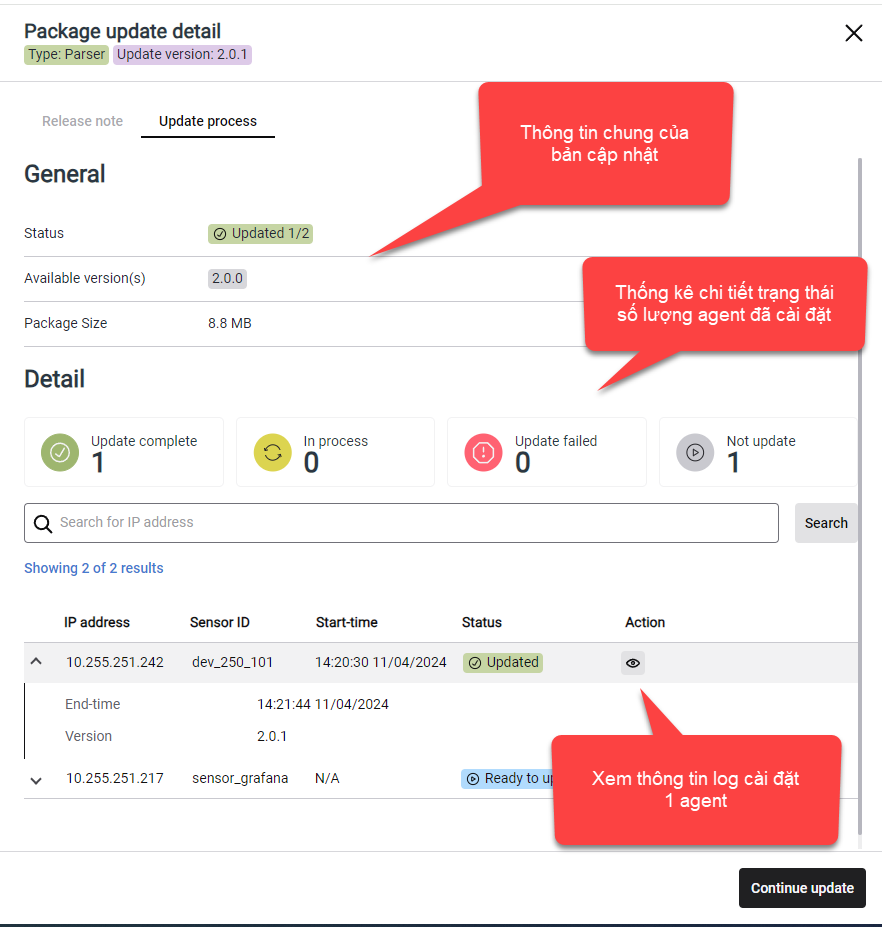 Package update detail
Type: Parser Update version: 2.0.1
Release note Update process
Thông tin chung của
bản cập nhật
General
Status Updated 1/2
Available version(s) 2.0.0
Thống kê chi tiết trạng thái
số lượng agent đã cài đặt
Package Size 8.8 MB
Detail
Update complete
1
In process
0
Update failed
0
Not update
1
Search for IP address Search
Showing 2 of 2 results
IP address Sensor ID Start-time Status Action
10.255.251.242 dev_250_101 14:20:30 11/04/2024 Updated
End-time 14:21:44 11/04/2024
Version 2.0.1
10.255.251.217 sensor_grafana N/A Ready to
Xem thông tin log cài đặt
1 agent
Continue update